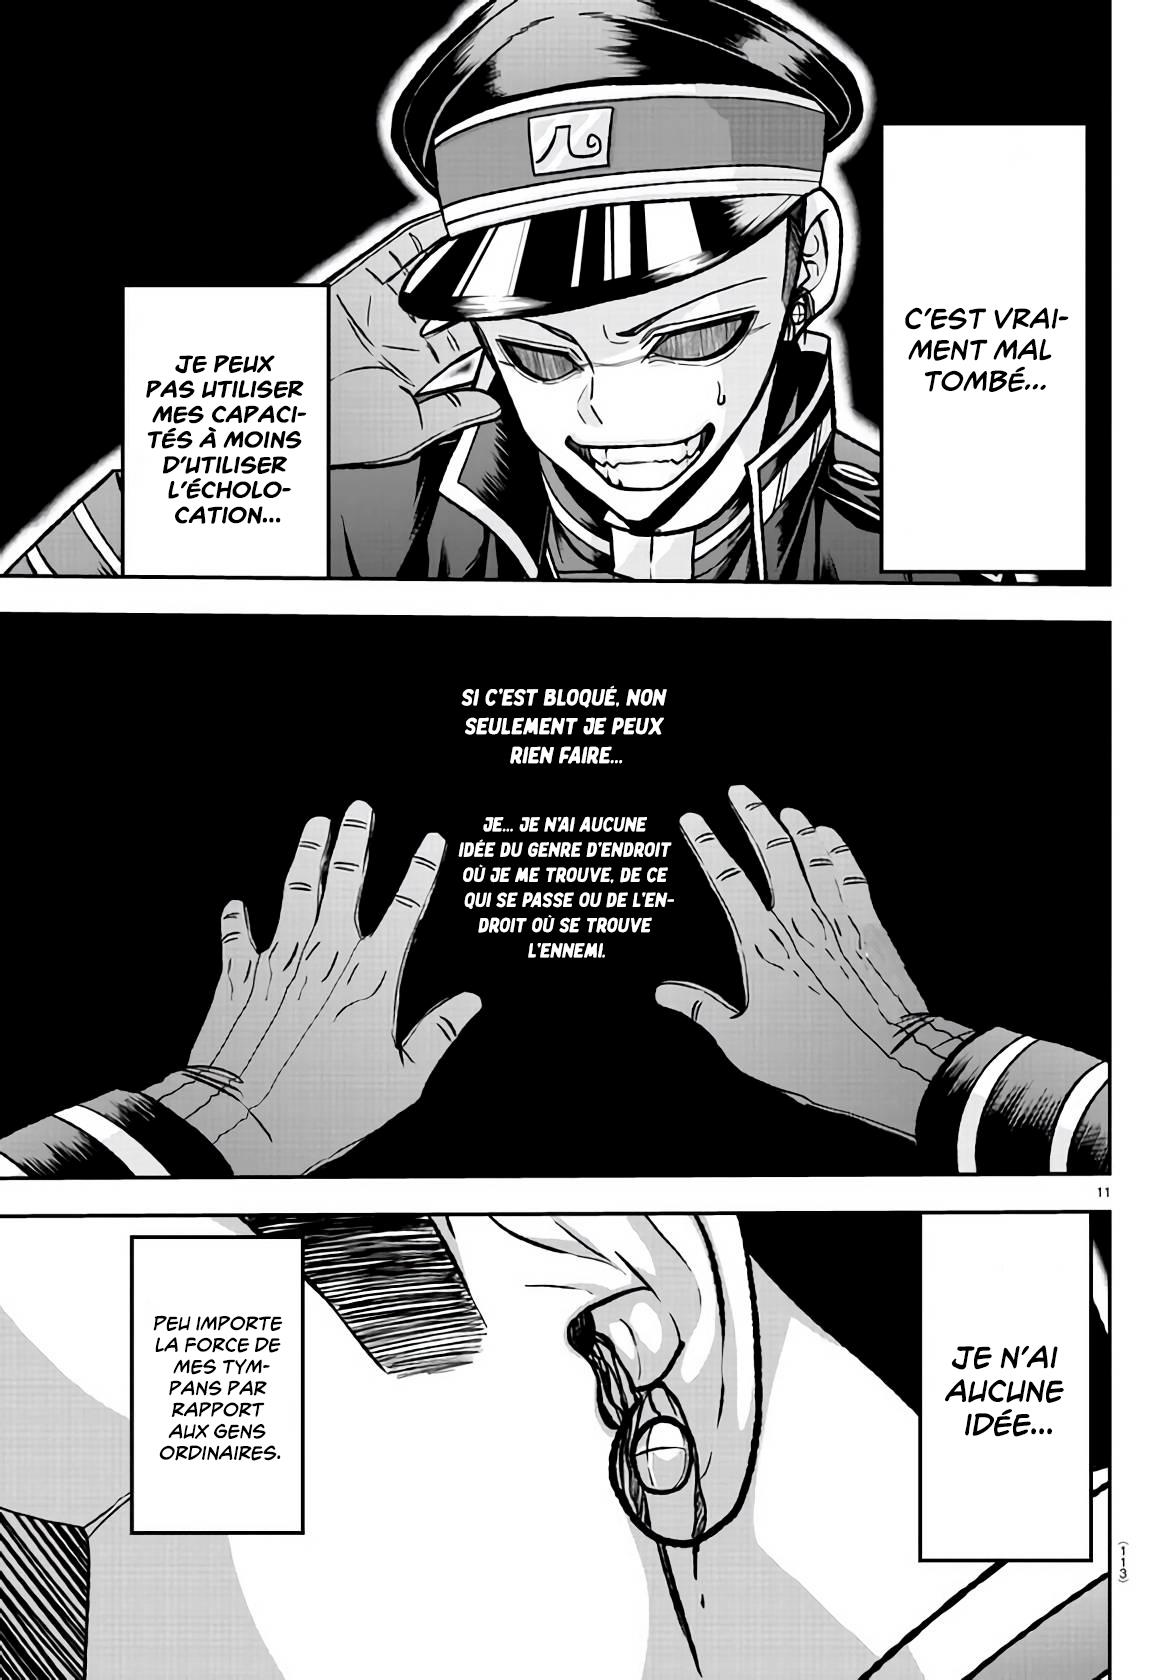 C'EST VRAI-
MENT MAL
TOMBÉ...
JE PEUX
PAS UTILISER
MES CAPACI-
TÉS À MOINS
D'UTILISER
L'ÉCHOLO-
CATION...
SI C'EST BLOQUÉ, NON
SEULEMENT JE PEUX
RIEN FAIRE...
JE... JE N'AI AUCUNE
IDÉE DU GENRE D'ENDROIT
OÙ JE ME TROUVE, DE CE
QUI SE PASSE OU DE L'EN-
DROIT OÙ SE TROUVE
L'ENNEMI.
11
JE N'AI
AUCUNE
IDÉE...
PEU IMPORTE
LA FORCE DE
MES TYM-
PANS PAR
RAPPORT
AUX GENS
ORDINAIRES.
(113)